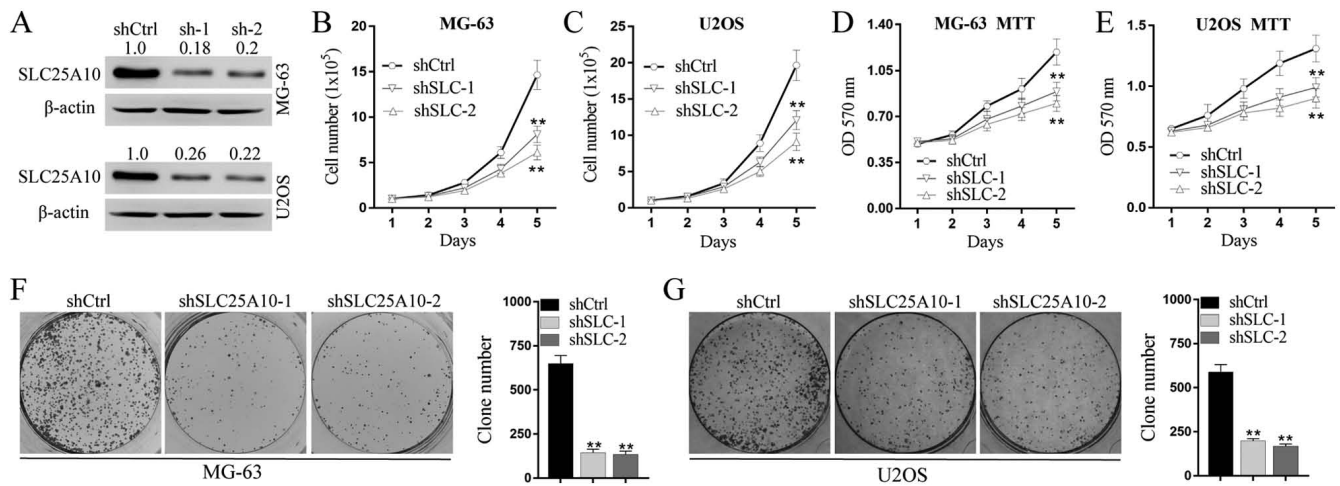 A
shCtrl sh-1 sh-2
1.0 0.18 0.2
SLC25A10
β-actin
MG-63
1.0 0.26 0.22
SLC25A10
β-actin
U2OS
B
MG-63
Cell number (1x10⁵)
20
15
10
5
0
shCtrl
shSLC-1
shSLC-2
**
**
1 2 3 4 5
Days
C
U2OS
Cell number (1x10⁵)
25
20
15
10
5
0
shCtrl
shSLC-1
shSLC-2
**
**
1 2 3 4 5
Days
D
MG-63 MTT
OD 570 nm
1.40
1.05
0.70
0.35
0.00
**
**
shCtrl
shSLC-1
shSLC-2
1 2 3 4 5
Days
E
U2OS MTT
OD 570 nm
1.5
1.0
0.5
0.0
**
**
shCtrl
shSLC-1
shSLC-2
1 2 3 4 5
Days
F
shCtrl shSLC25A10-1 shSLC25A10-2
MG-63
Clone number
1000
750
500
250
0
shCtrl
shSLC-1
shSLC-2
** **
G
shCtrl shSLC25A10-1 shSLC25A10-2
U2OS
Clone number
1000
750
500
250
0
shCtrl
shSLC-1
shSLC-2
** **